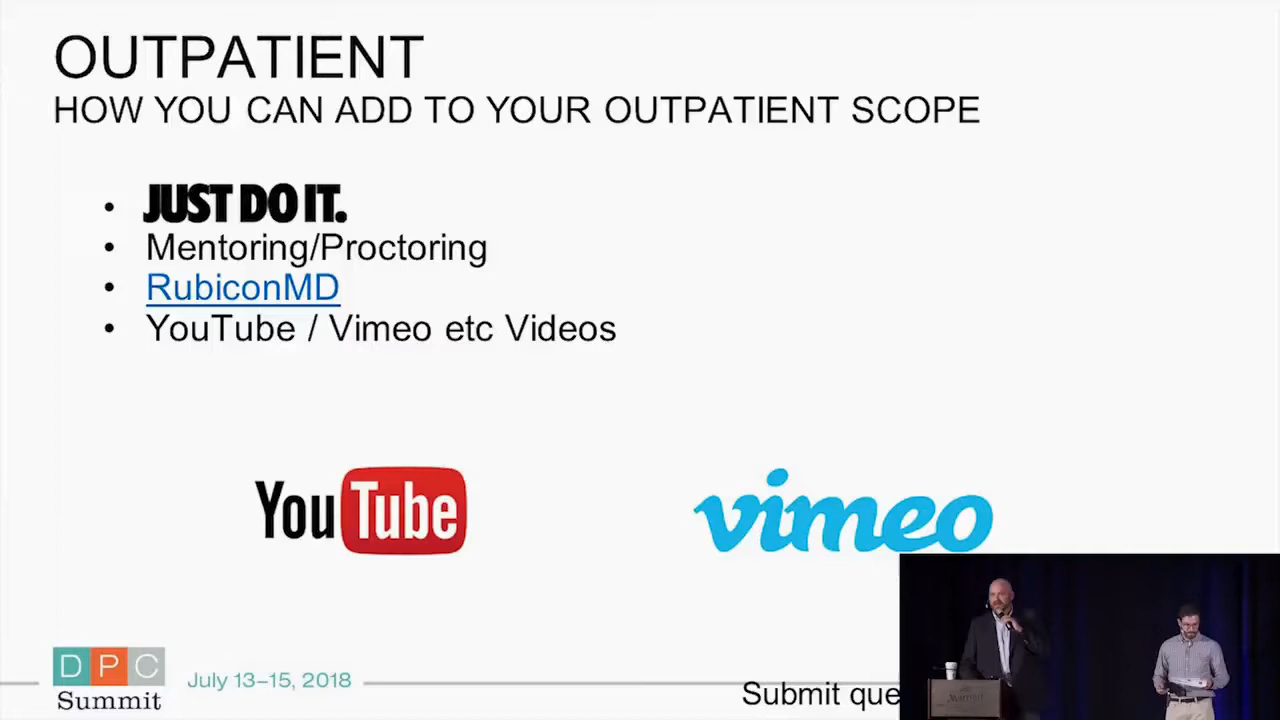 OUTPATIENT
HOW YOU CAN ADD TO YOUR OUTPATIENT SCOPE
• JUST DO IT.
• Mentoring/Proctoring
• RubiconMD
• YouTube / Vimeo etc Videos
YouTube
vimeo
DPC
Summit
July 13–15, 2018
Submit que
Marriott